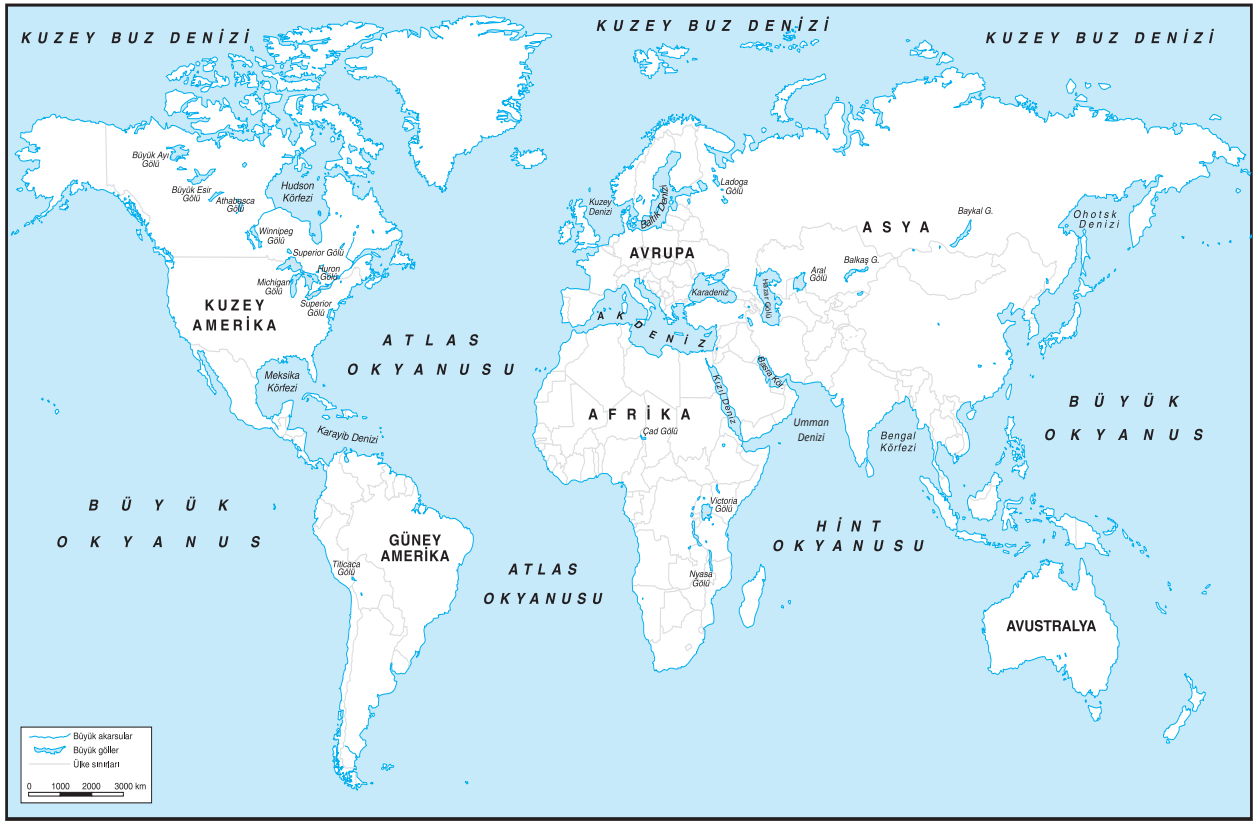 KUZEY BUZ DENİZİ
KUZEY BUZ DENİZİ
KUZEY BUZ DENİZİ
Büyük Ayı
Gölü
Büyük Esir
Gölü
Athabasca
Gölü
Hudson
Körfezi
Winnipeg
Gölü
Superior Gölü
Huron
Gölü
Michigan
Gölü
Superior
Gölü
KUZEY
AMERİKA
Meksika
Körfezi
Karayib Denizi
ATLAS
OKYANUSU
Kuzey
Denizi
Baltık Denizi
Ladoga
Gölü
AVRUPA
Karadeniz
AKDENİZ
Hazar Gölü
Aral
Gölü
Balkaş G.
Baykal G.
ASYA
Ohotsk
Denizi
AFRİKA
Çad Gölü
Kızıl Deniz
Basra Köf.
Umman
Denizi
Bengal
Körfezi
BÜYÜK
OKYANUS
BÜYÜK
OKYANUS
GÜNEY
AMERİKA
Titicaca
Gölü
ATLAS
OKYANUSU
Victoria
Gölü
Nyasa
Gölü
HİNT
OKYANUSU
AVUSTRALYA
Büyük akarsular
Büyük göller
Ülke sınırları
0 1000 2000 3000 km